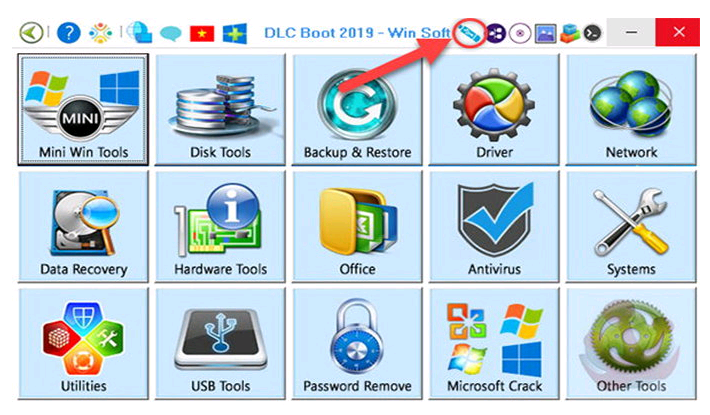 DLC Boot 2019 - Win Soft
MINI
Mini Win Tools
Disk Tools
Backup & Restore
Driver
Network
Data Recovery
Hardware Tools
Office
Antivirus
Systems
Utilities
USB Tools
Password Remove
Microsoft Crack
Other Tools